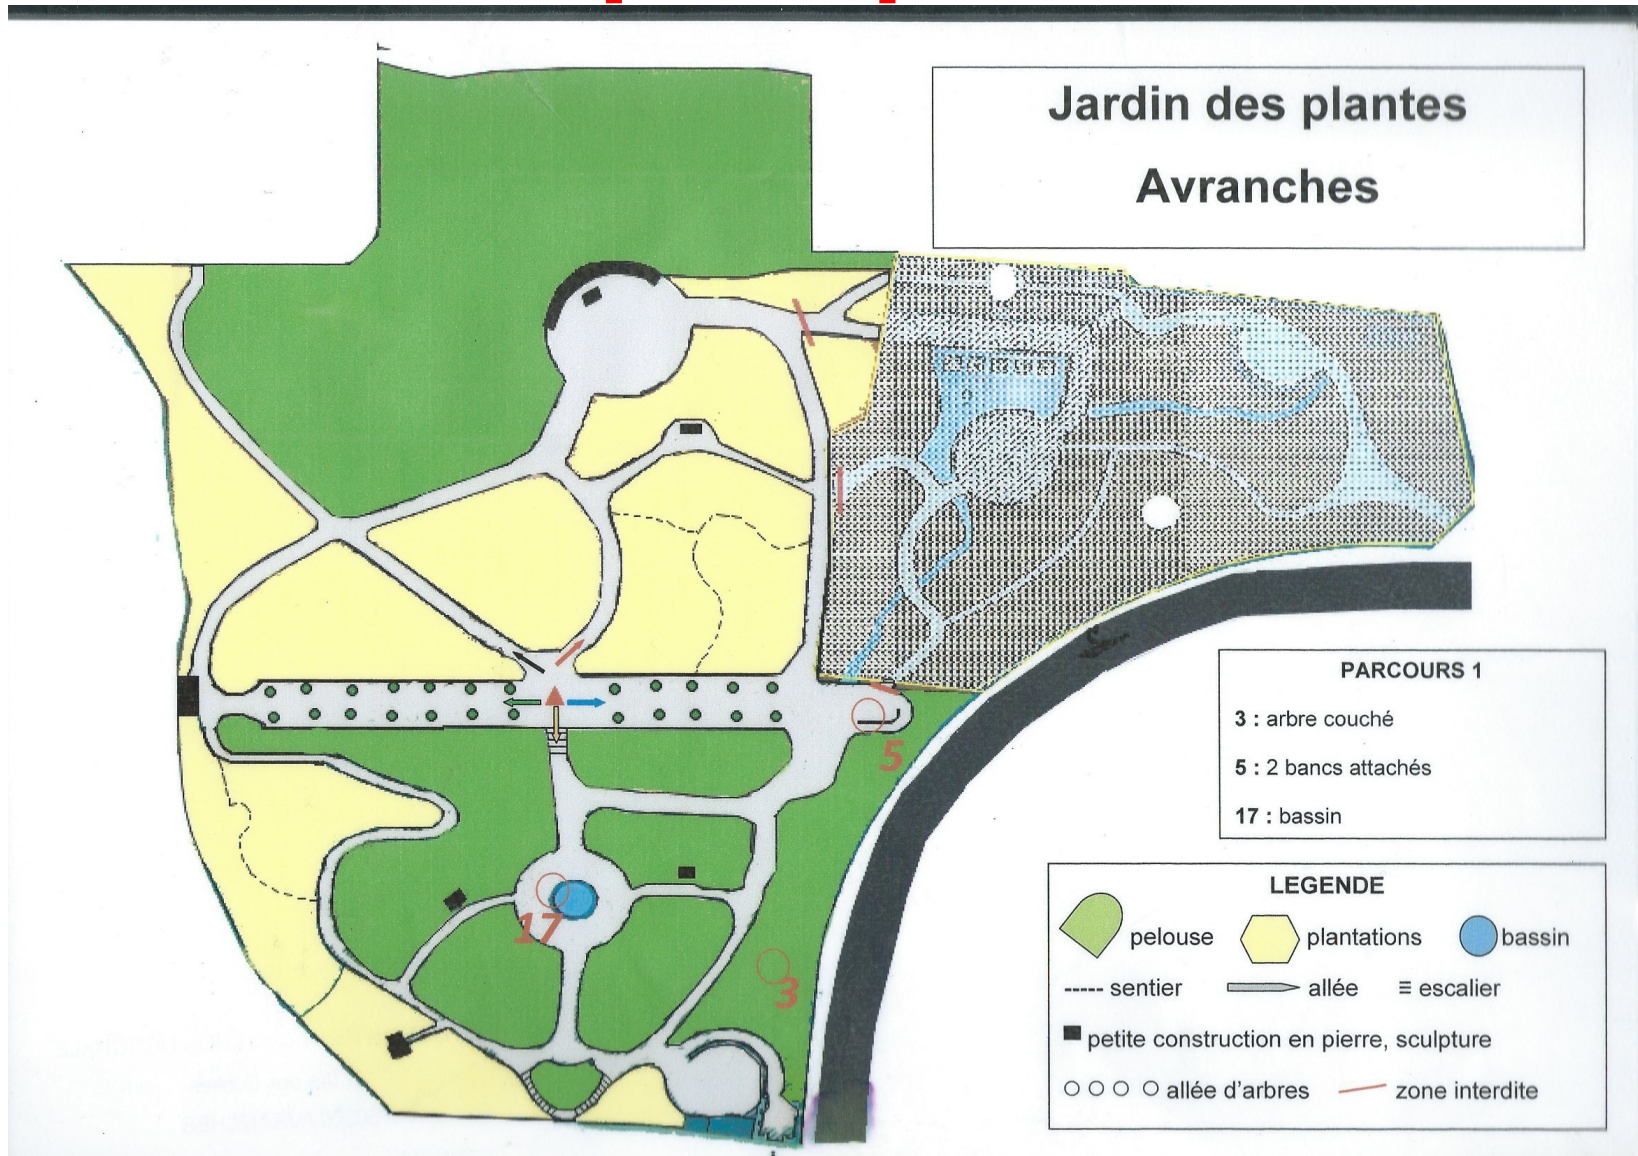 Jardin des plantes
Avranches
5
17
3
PARCOURS 1
3 : arbre couché
5 : 2 bancs attachés
17 : bassin
LEGENDE
pelouse
plantations
bassin
sentier
allée
escalier
petite construction en pierre, sculpture
allée d'arbres
zone interdite